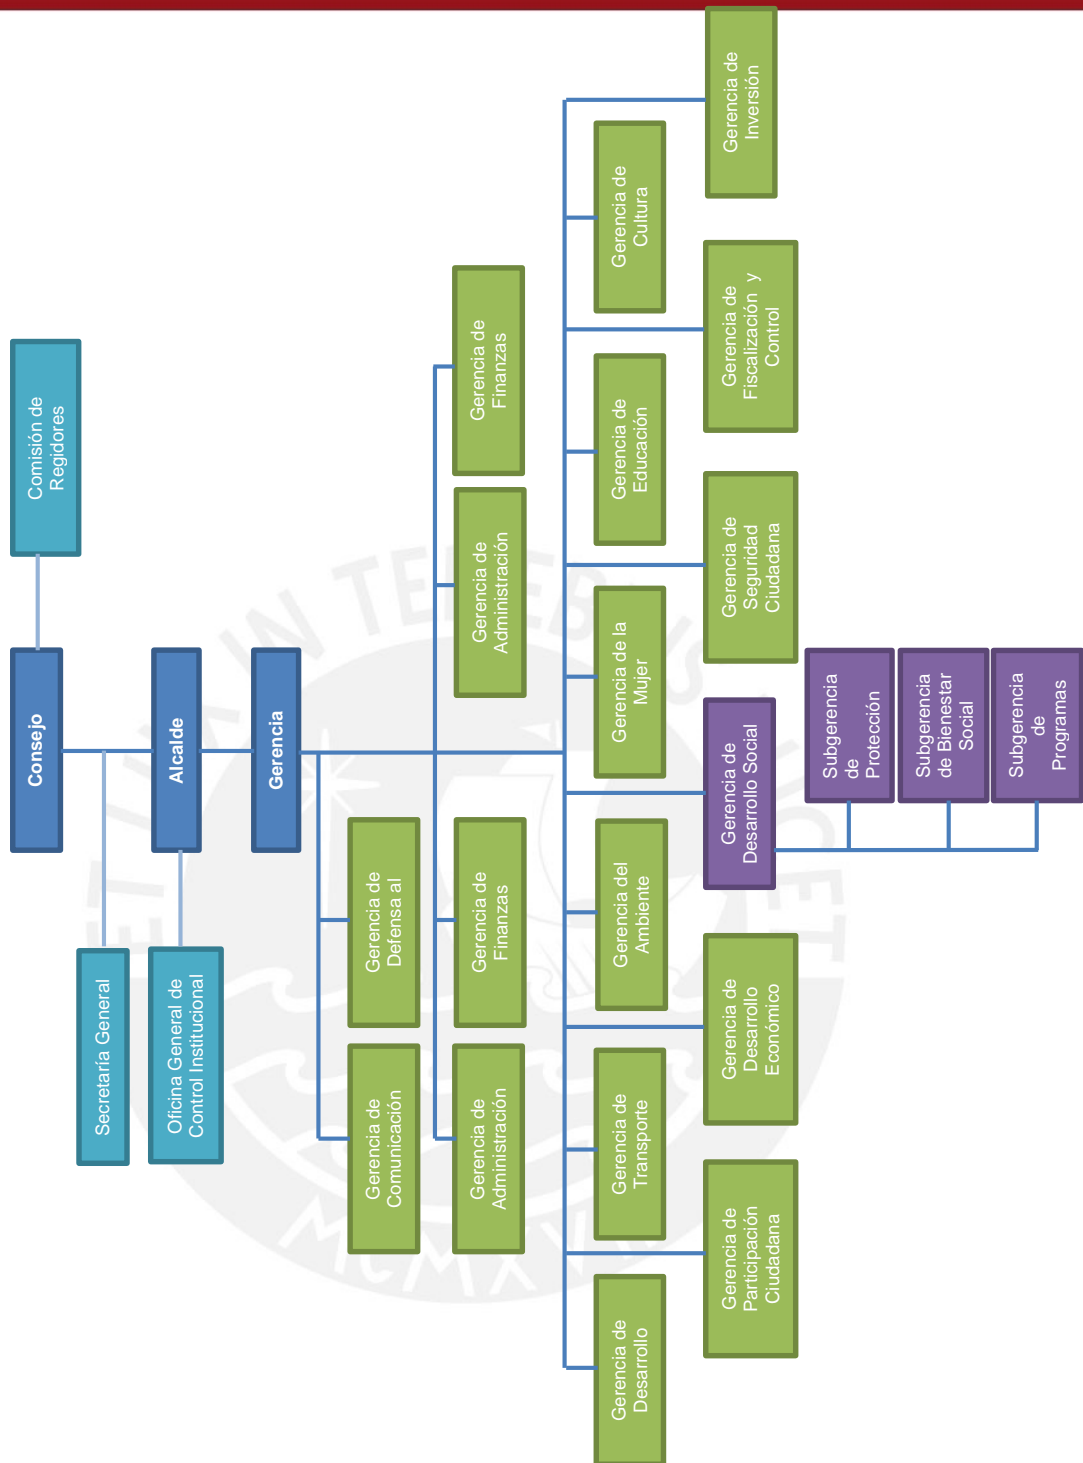 Consejo
Comisión de
Regidores
Secretaría General
Oficina General de
Control Institucional
Alcalde
Gerencia
Gerencia de
Comunicación
Gerencia de
Defensa al
Gerencia de
Administración
Gerencia de
Finanzas
Gerencia de
Administración
Gerencia de
Finanzas
Gerencia de
Desarrollo
Gerencia de
Transporte
Gerencia del
Ambiente
Gerencia de la
Mujer
Gerencia de
Educación
Gerencia de
Cultura
Gerencia de
Participación
Ciudadana
Gerencia de
Desarrollo
Económico
Gerencia de
Desarrollo Social
Gerencia de
Seguridad
Ciudadana
Gerencia de
Fiscalización y
Control
Gerencia de
Inversión
Subgerencia
de
Protección
Subgerencia
de Bienestar
Social
Subgerencia
de
Programas